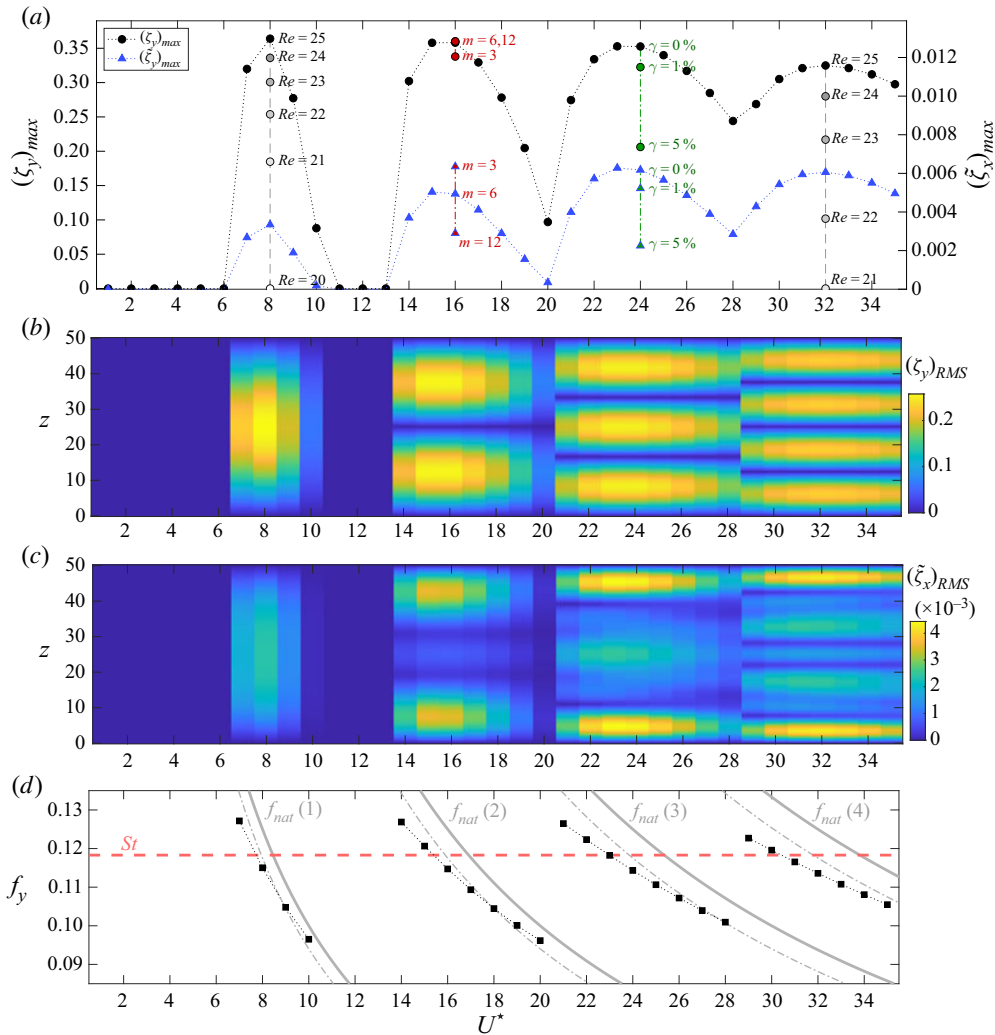 (a)
(ζy)max
(ζ̃y)max
Re = 25
Re = 24
Re = 23
Re = 22
Re = 21
Re = 20
m = 6,12
m = 3
m = 3
m = 6
m = 12
γ = 0 %
γ = 1 %
γ = 5 %
γ = 0 %
γ = 1 %
γ = 5 %
Re = 25
Re = 24
Re = 23
Re = 22
Re = 21
(ζy)max
0.35
0.30
0.25
0.20
0.15
0.10
0.05
0
(ζ̃x)max
0.012
0.010
0.008
0.006
0.004
0.002
0
2 4 6 8 10 12 14 16 18 20 22 24 26 28 30 32 34
(b)
z
50
40
30
20
10
0
2 4 6 8 10 12 14 16 18 20 22 24 26 28 30 32 34
(ζy)RMS
0.2
0.1
0
(c)
z
50
40
30
20
10
0
2 4 6 8 10 12 14 16 18 20 22 24 26 28 30 32 34
(ζ̃x)RMS
(×10⁻³)
4
3
2
1
0
(d)
fy
0.13
0.12
0.11
0.10
0.09
St
fnat (1)
fnat (2)
fnat (3)
fnat (4)
2 4 6 8 10 12 14 16 18 20 22 24 26 28 30 32 34
U⋆